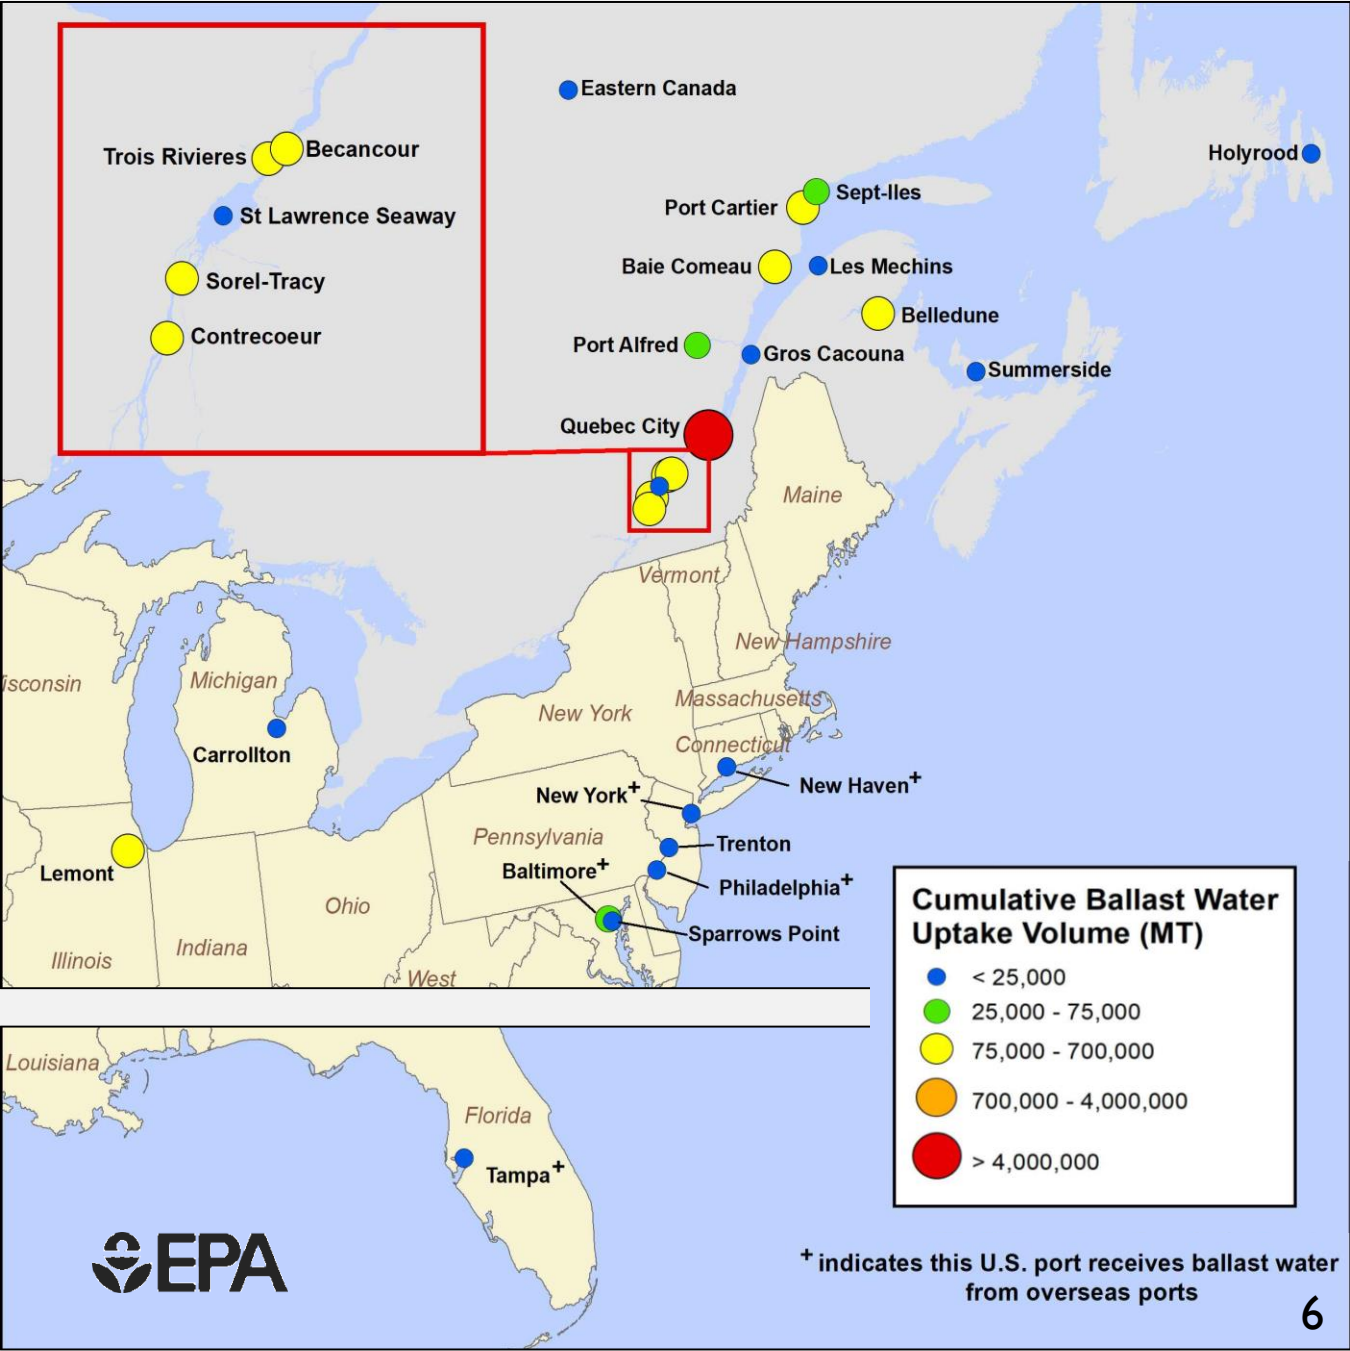 Eastern Canada
Trois Rivieres
Becancour
Holyrood
Sept-Iles
Port Cartier
St Lawrence Seaway
Baie Comeau
Les Mechins
Sorel-Tracy
Belledune
Contrecoeur
Port Alfred
Gros Cacouna
Summerside
Quebec City
Maine
Vermont
New Hampshire
isconsin
Michigan
Massachusetts
New York
Connecticut
Carrollton
New Haven+
New York+
Pennsylvania
Trenton
Lemont
Baltimore+
Philadelphia+
Ohio
Sparrows Point
Indiana
Illinois
West
Cumulative Ballast Water
Uptake Volume (MT)
< 25,000
25,000 - 75,000
75,000 - 700,000
700,000 - 4,000,000
> 4,000,000
Louisiana
Florida
Tampa+
EPA
+ indicates this U.S. port receives ballast water
from overseas ports
6